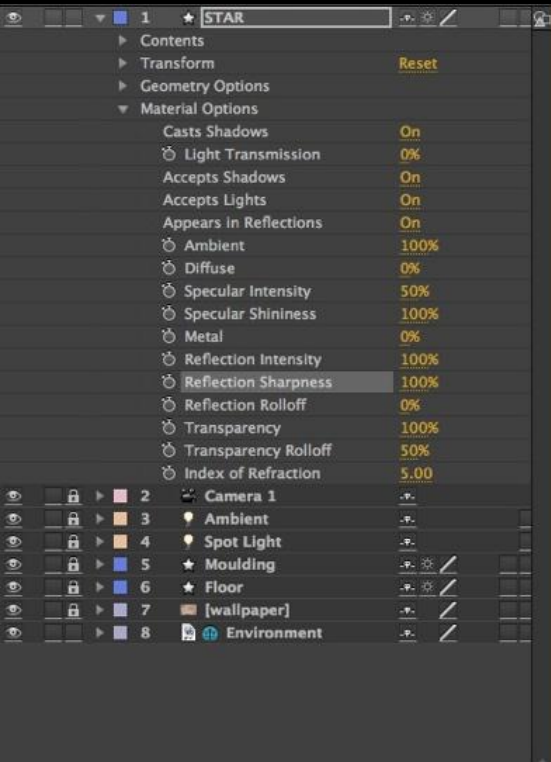 1 STAR
Contents
Transform Reset
Geometry Options
Material Options
Casts Shadows On
Light Transmission 0%
Accepts Shadows On
Accepts Lights On
Appears in Reflections On
Ambient 100%
Diffuse 0%
Specular Intensity 50%
Specular Shininess 100%
Metal 0%
Reflection Intensity 100%
Reflection Sharpness 100%
Reflection Rolloff 0%
Transparency 100%
Transparency Rolloff 50%
Index of Refraction 5.00
2 Camera 1
3 Ambient
4 Spot Light
5 Moulding
6 Floor
7 [wallpaper]
8 Environment